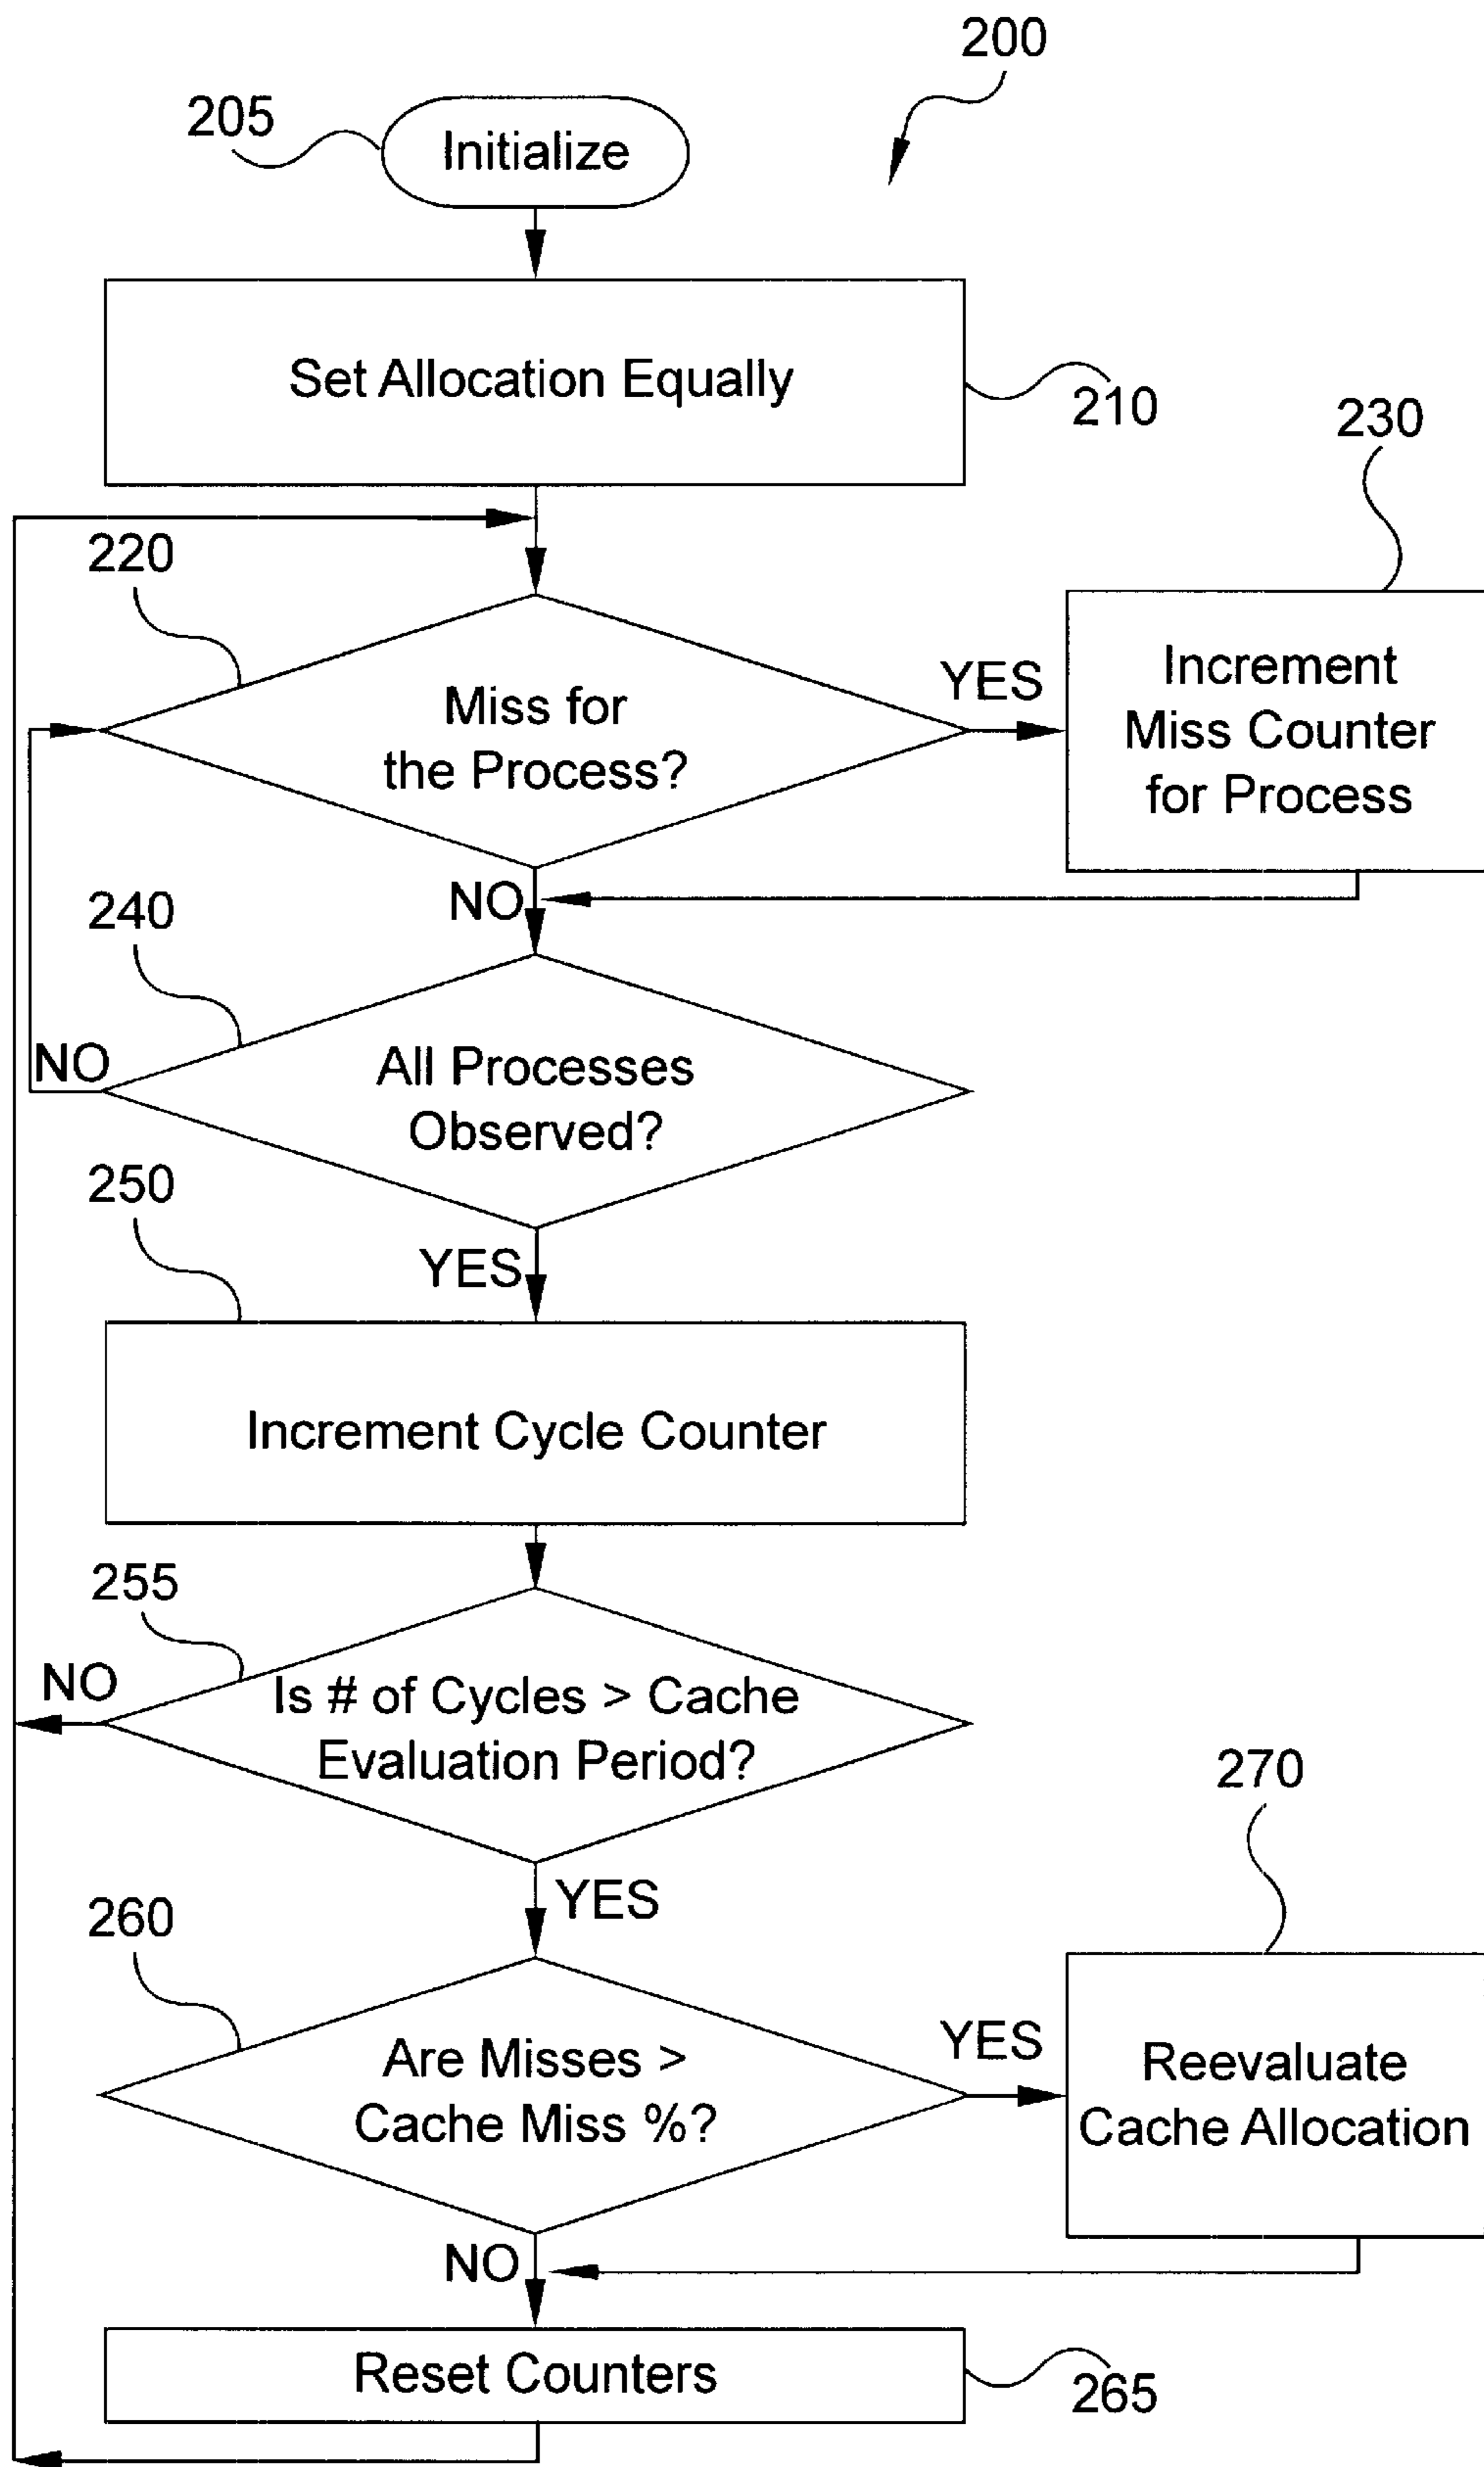 200
205
Initialize
Set Allocation Equally
210
230
220
Miss for
the Process?
YES
Increment
Miss Counter
for Process
NO
240
NO
All Processes
Observed?
250
YES
Increment Cycle Counter
255
NO
Is # of Cycles > Cache
Evaluation Period?
270
YES
260
Are Misses >
Cache Miss %?
YES
Reevaluate
Cache Allocation
NO
Reset Counters
265